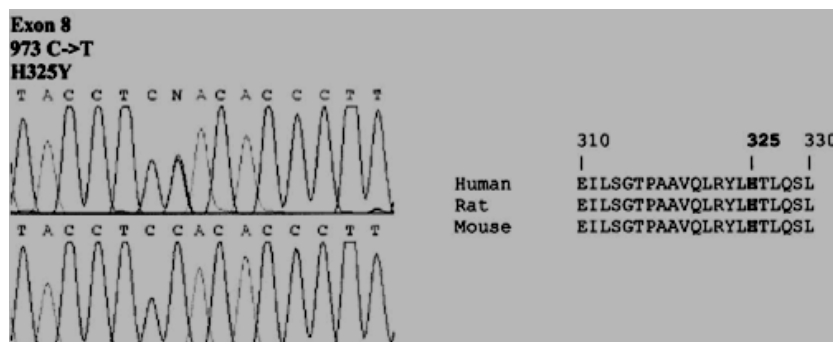 Exon 8
973 C->T
H325Y
T A C C T C N A C A C C C T T
T A C C T C C A C A C C C T T
310 325 330
Human EILSGTPAAVQLRYLHTLQSL
Rat EILSGTPAAVQLRYLHTLQSL
Mouse EILSGTPAAVQLRYLHTLQSL